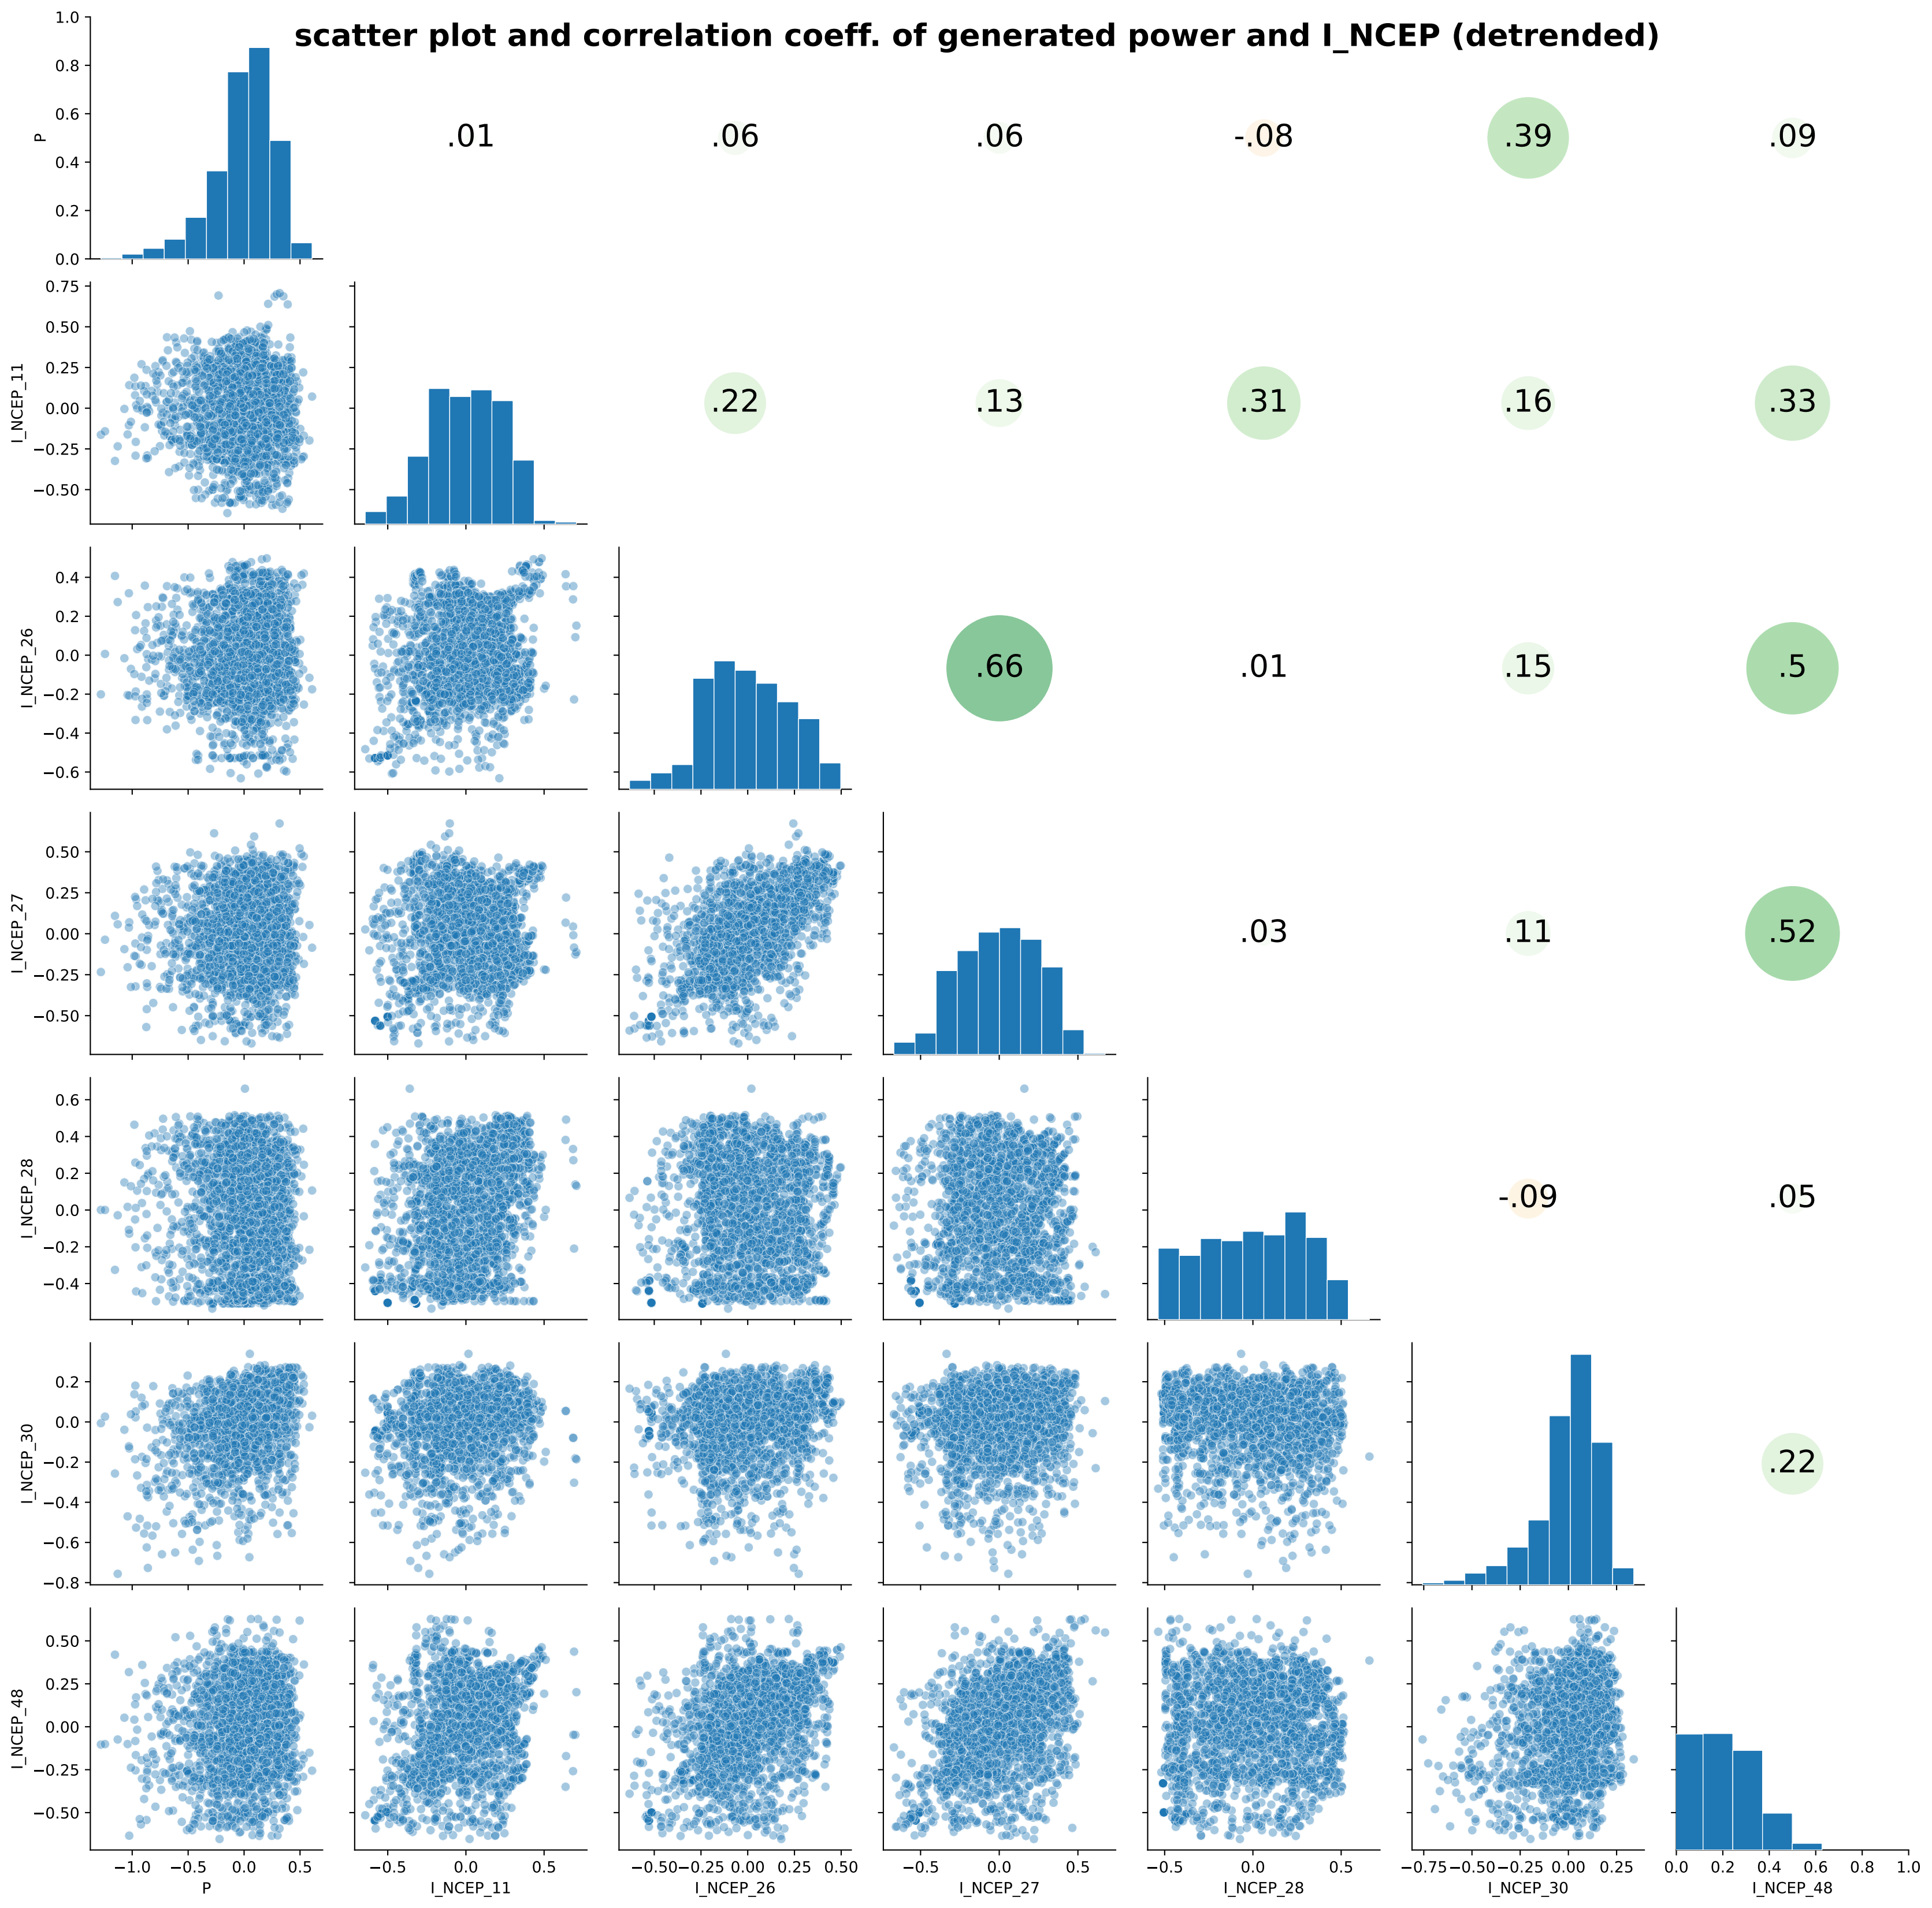 scatter plot and correlation coeff. of generated power and I_NCEP (detrended)
1.0
0.8
0.6
0.4
0.2
0.0
P
.01
.06
.06
-.08
.39
.09
0.75
0.50
0.25
0.00
−0.25
−0.50
I_NCEP_11
.22
.13
.31
.16
.33
0.4
0.2
0.0
−0.2
−0.4
−0.6
I_NCEP_26
.66
.01
.15
.5
0.50
0.25
0.00
−0.25
−0.50
I_NCEP_27
.03
.11
.52
0.6
0.4
0.2
0.0
−0.2
−0.4
I_NCEP_28
-.09
.05
0.2
0.0
−0.2
−0.4
−0.6
−0.8
I_NCEP_30
.22
0.50
0.25
0.00
−0.25
−0.50
I_NCEP_48
−1.0 −0.5 0.0 0.5
−0.5 0.0 0.5
−0.50 −0.25 0.00 0.25 0.50
−0.5 0.0 0.5
−0.5 0.0 0.5
−0.75 −0.50 −0.25 0.00 0.25
0.0 0.2 0.4 0.6 0.8 1.0
P
I_NCEP_11
I_NCEP_26
I_NCEP_27
I_NCEP_28
I_NCEP_30
I_NCEP_48